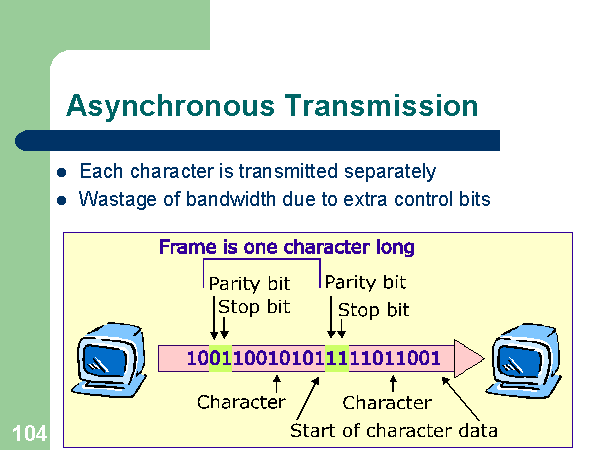 Asynchronous Transmission
Each character is transmitted separately
Wastage of bandwidth due to extra control bits
Frame is one character long
Parity bit Parity bit
Stop bit Stop bit
1001100101011111011001
Character Character
Start of character data
104